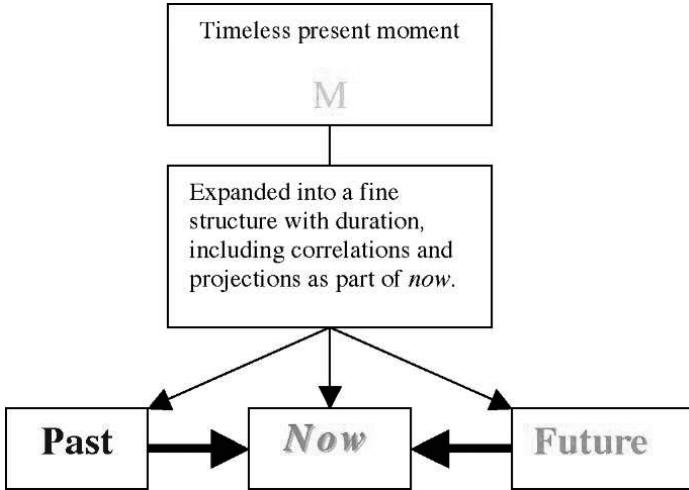 Timeless present moment
M
Expanded into a fine
structure with duration,
including correlations and
projections as part of now.
Past
Now
Future